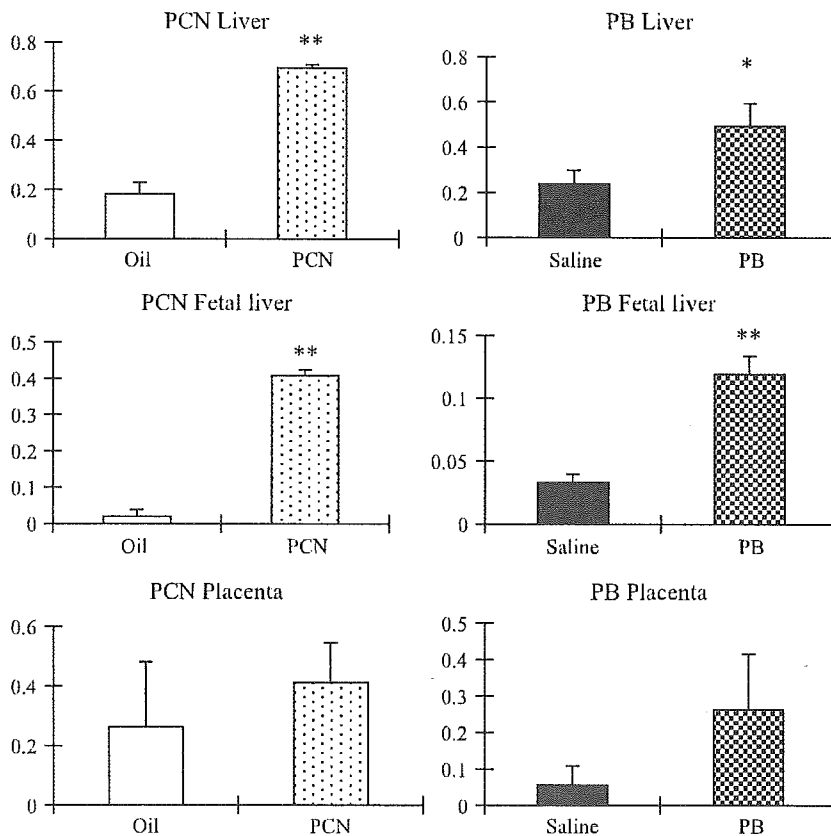 PCN Liver
**
0.8
0.6
0.4
0.2
0
Oil
PCN
PB Liver
*
0.8
0.6
0.4
0.2
0
Saline
PB
PCN Fetal liver
**
0.5
0.4
0.3
0.2
0.1
0
Oil
PCN
PB Fetal liver
**
0.15
0.1
0.05
0
Saline
PB
PCN Placenta
0.6
0.4
0.2
0
Oil
PCN
PB Placenta
0.5
0.4
0.3
0.2
0.1
0
Saline
PB